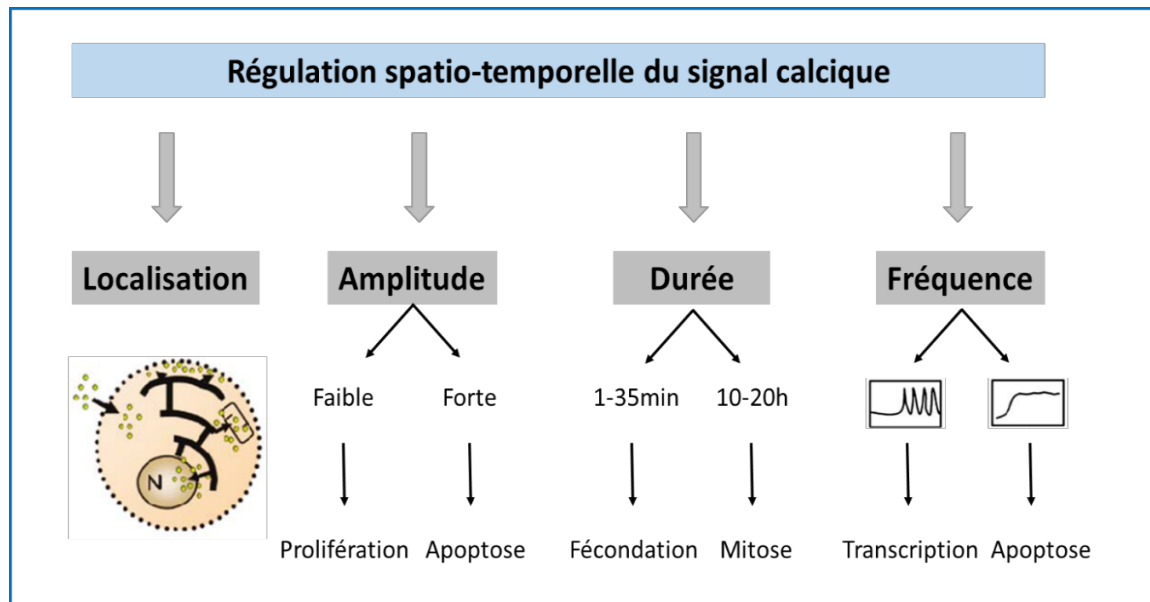 Régulation spatio-temporelle du signal calcique
Localisation
Amplitude
Durée
Fréquence
Faible
Forte
1-35min
10-20h
N
Prolifération
Apoptose
Fécondation
Mitose
Transcription
Apoptose